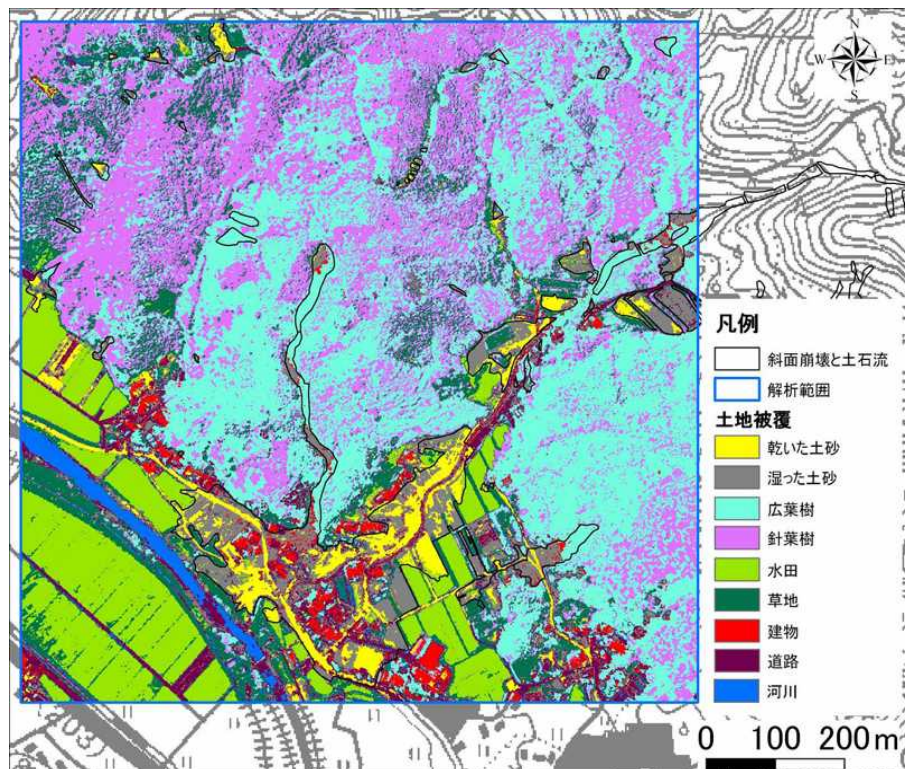 N
W
E
S
凡例
斜面崩壊と土石流
解析範囲
土地被覆
乾いた土砂
湿った土砂
広葉樹
針葉樹
水田
草地
建物
道路
河川
0 100 200m